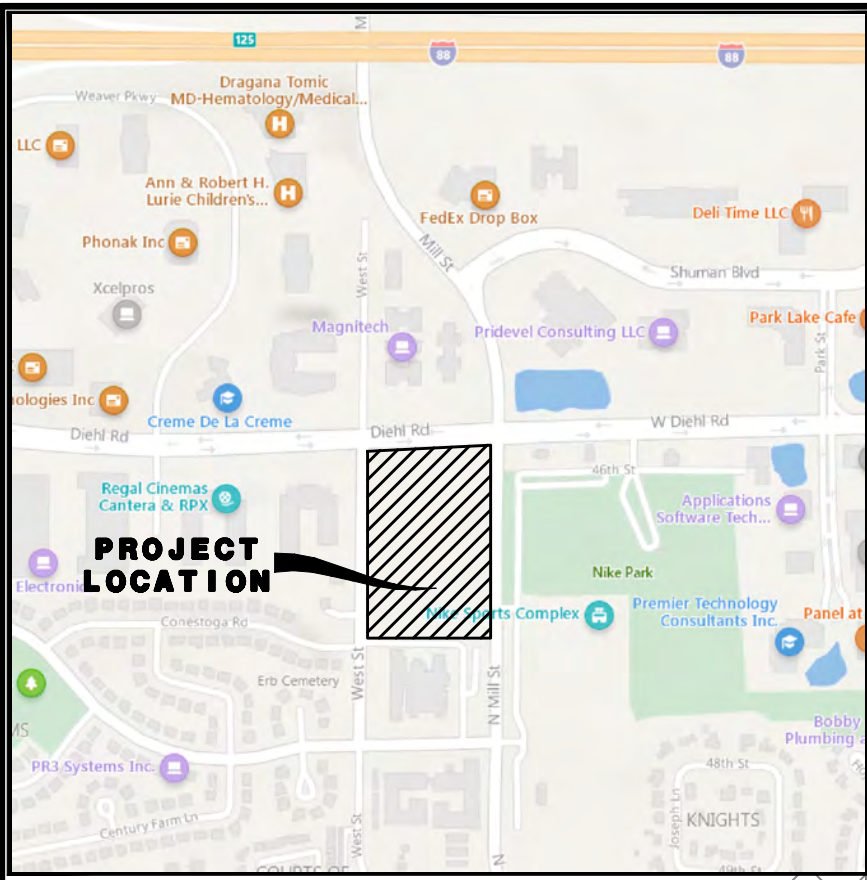 M
125
88
88
Weaver Pkwy
Dragana Tomic
MD-Hematology/Medical...
H
LLC
Ann & Robert H.
Lurie Children's...
H
FedEx Drop Box
Deli Time LLC
Phonak Inc
Mill St
West St
Xcelpros
Shuman Blvd
Magnitech
Pridevel Consulting LLC
Park Lake Cafe
Park St
ologies Inc
Creme De La Creme
Diehl Rd
Diehl Rd
W Diehl Rd
46th St
Regal Cinemas
Cantera & RPX
Applications
Software Tech...
PROJECT
LOCATION
Electronic
Nike Park
Nike Sports Complex
Premier Technology
Consultants Inc.
Panel at
Conestoga Rd
West St
Erb Cemetery
N Mill St
MS
Bobby
Plumbing a
PR3 Systems Inc.
48th St
Joseph Ln
KNIGHTS
Century Farm Ln
West St
N
COURTS OF
49th St